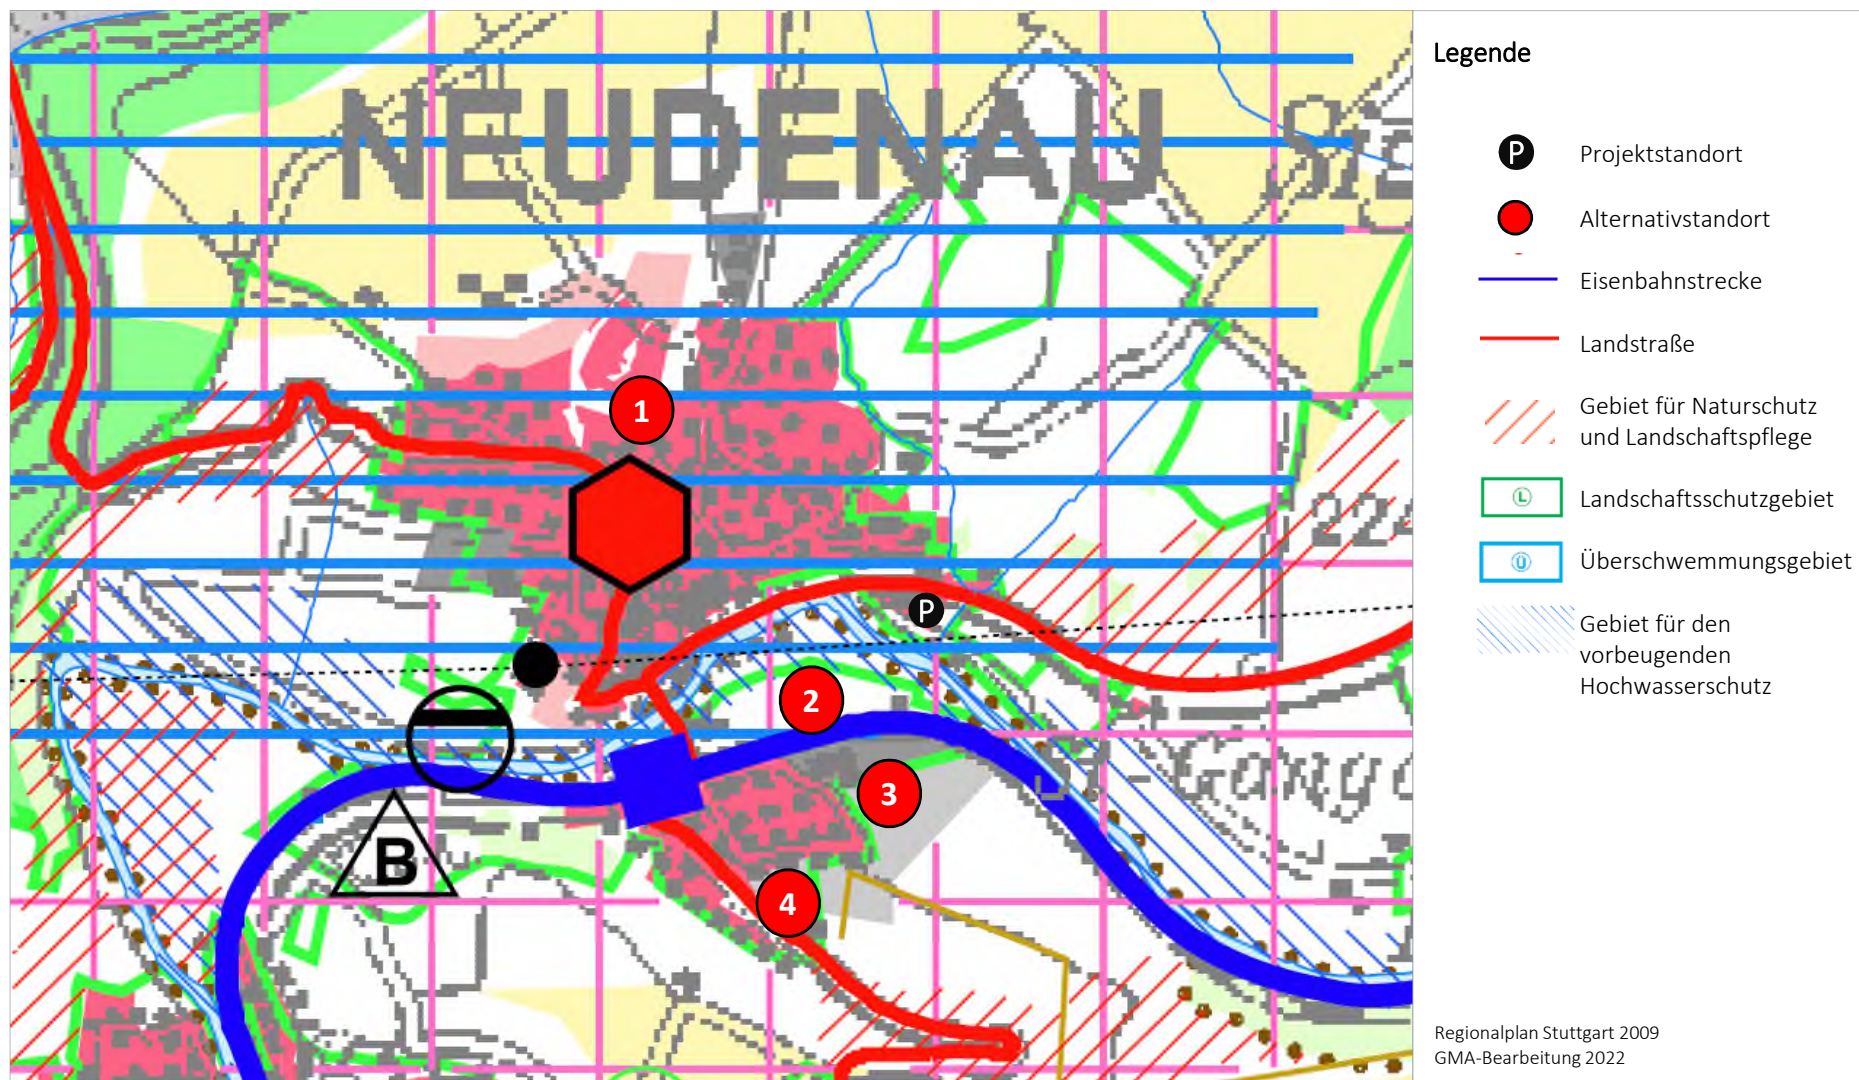 NEUDENAU
224
1
P
2
3
B
4
Legende
P Projektstandort
Alternativstandort
Eisenbahnstrecke
Landstraße
Gebiet für Naturschutz
und Landschaftspflege
L Landschaftsschutzgebiet
Ü Überschwemmungsgebiet
Gebiet für den
vorbeugenden
Hochwasserschutz
Regionalplan Stuttgart 2009
GMA-Bearbeitung 2022